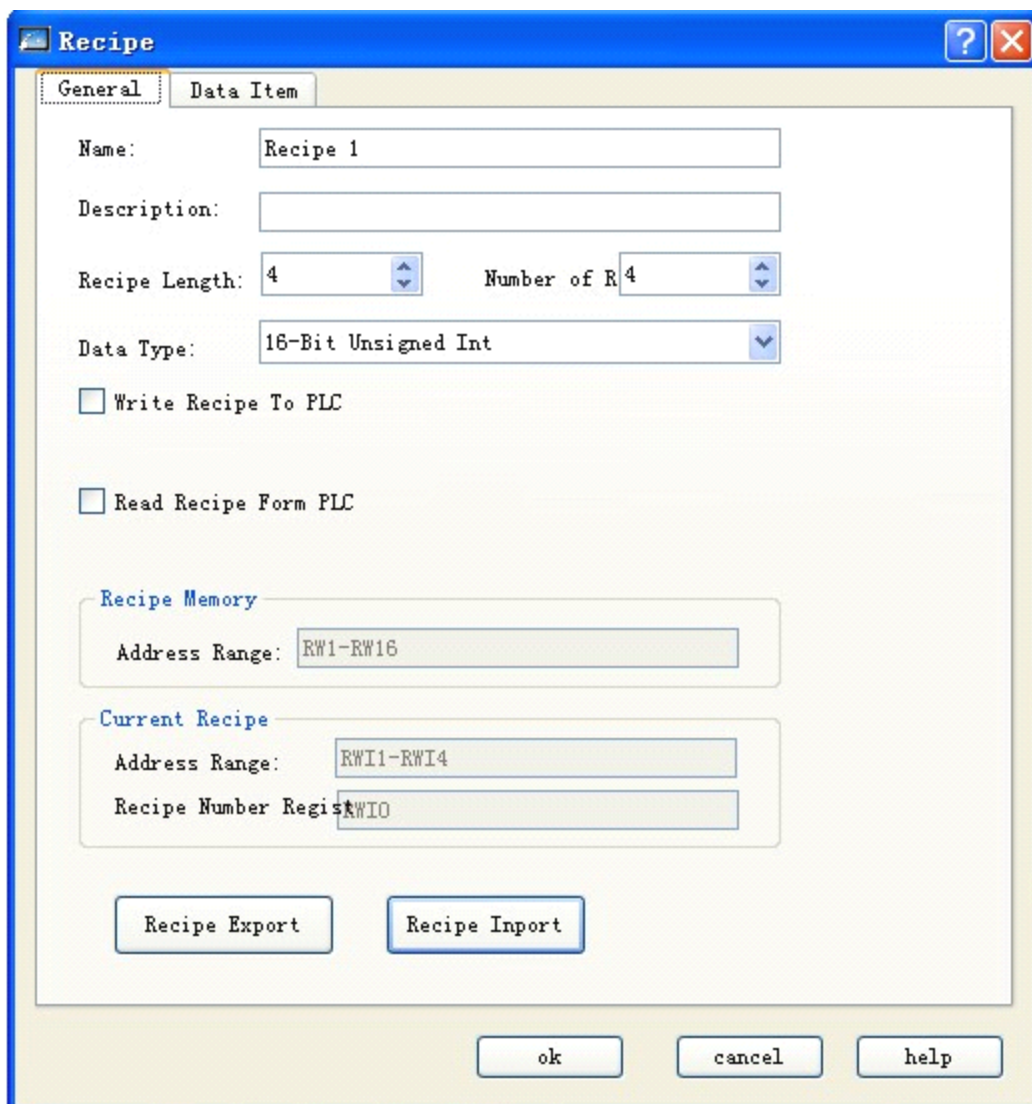 Recipe
General Data Item
Name: Recipe 1
Description:
Recipe Length: 4 Number of R 4
Data Type: 16-Bit Unsigned Int
Write Recipe To PLC
Read Recipe Form PLC
Recipe Memory
Address Range: RW1-RW16
Current Recipe
Address Range: RWI1-RWI4
Recipe Number Regist RWI0
Recipe Export Recipe Inport
ok cancel help